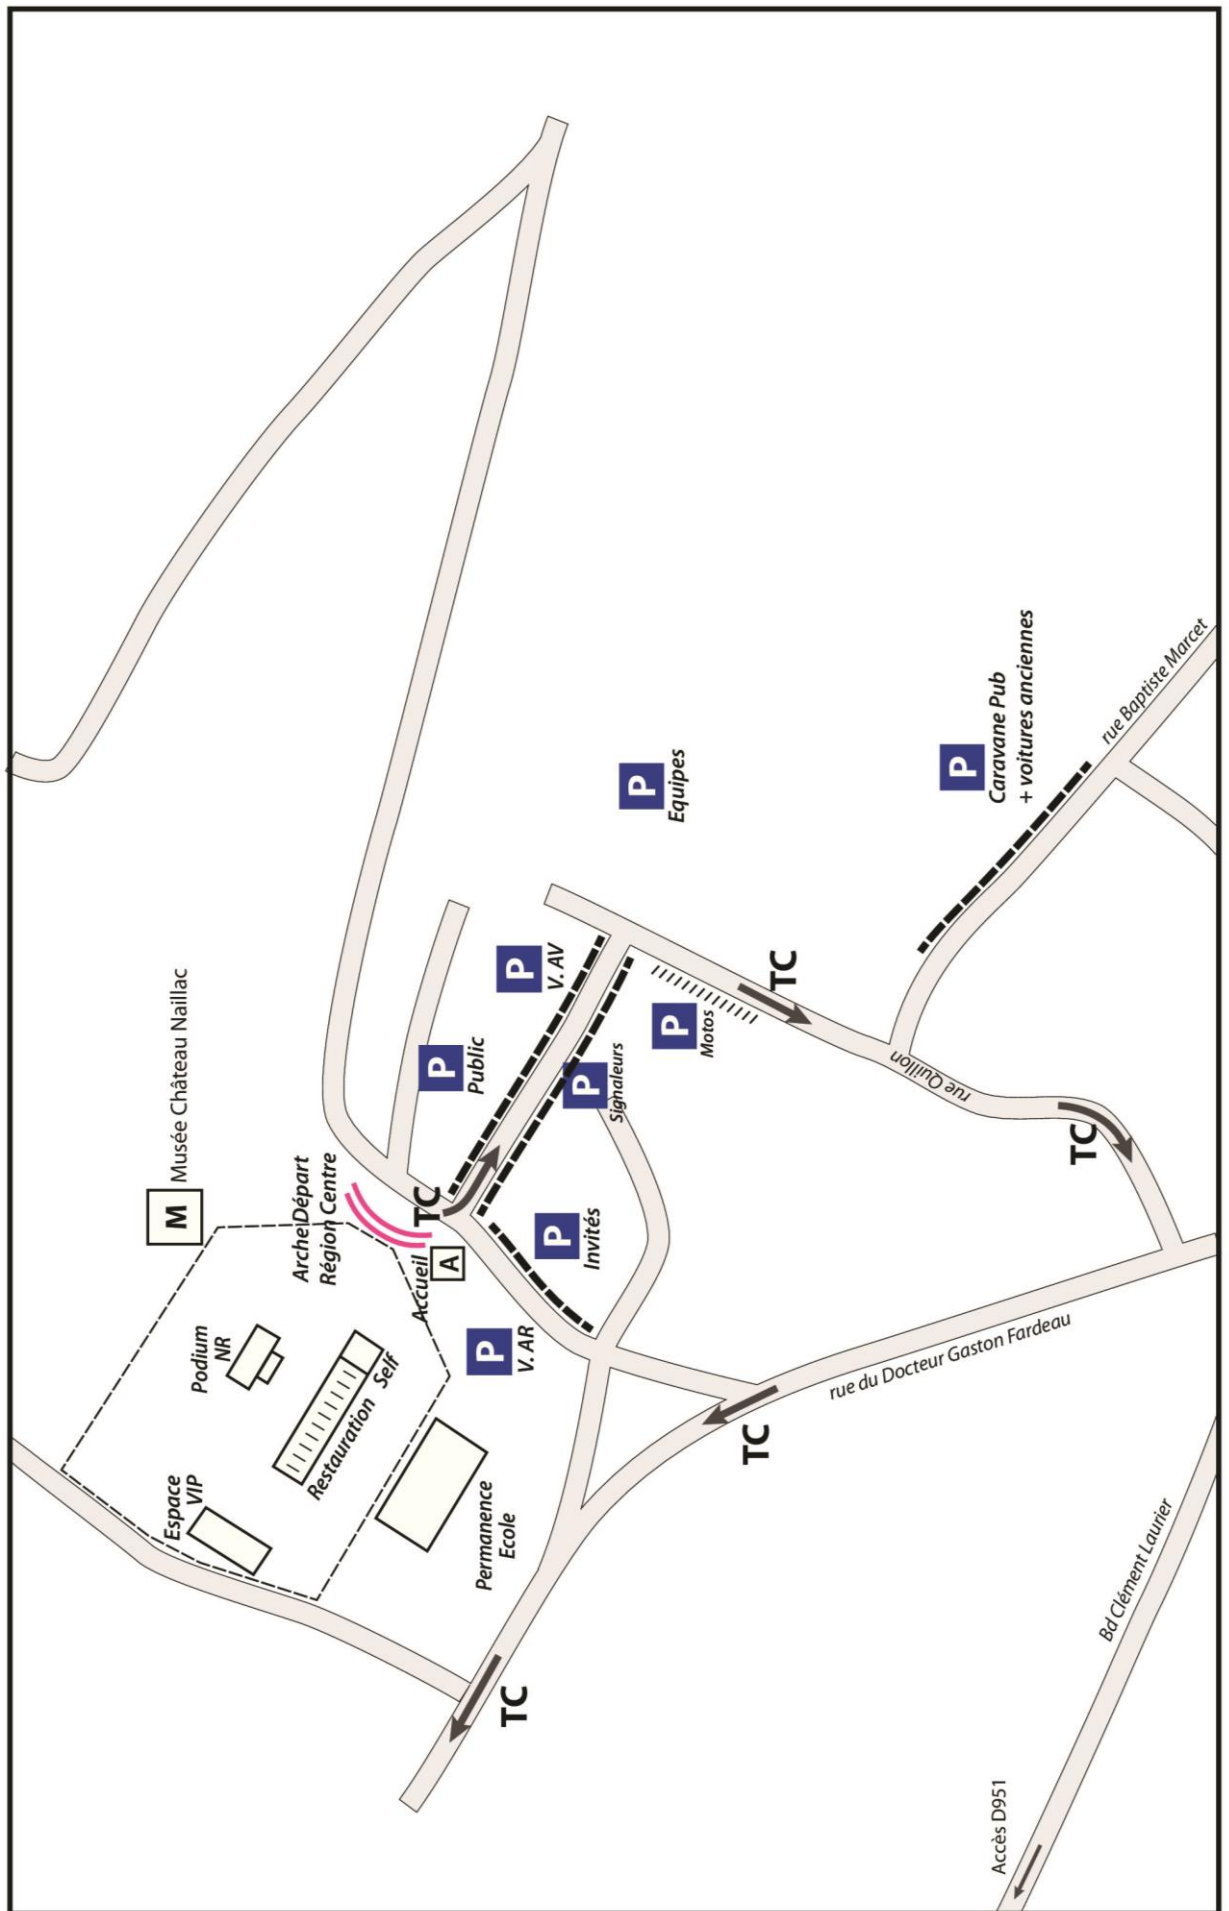 M
Musée Château Naillac
Arche Départ
Région Centre
Accueil
A
TC
Podium
NR
Restauration Self
Espace
VIP
Permanence
Ecole
P
V. AR
P
Invités
P
Public
P
V. AV
P
Signaleurs
P
Motos
P
Equipes
P
Caravane Pub
+ voitures anciennes
rue Baptiste Marcet
TC
rue Quillon
TC
rue du Docteur Gaston Fardeau
TC
TC
Bd Clément Laurier
Accès D951